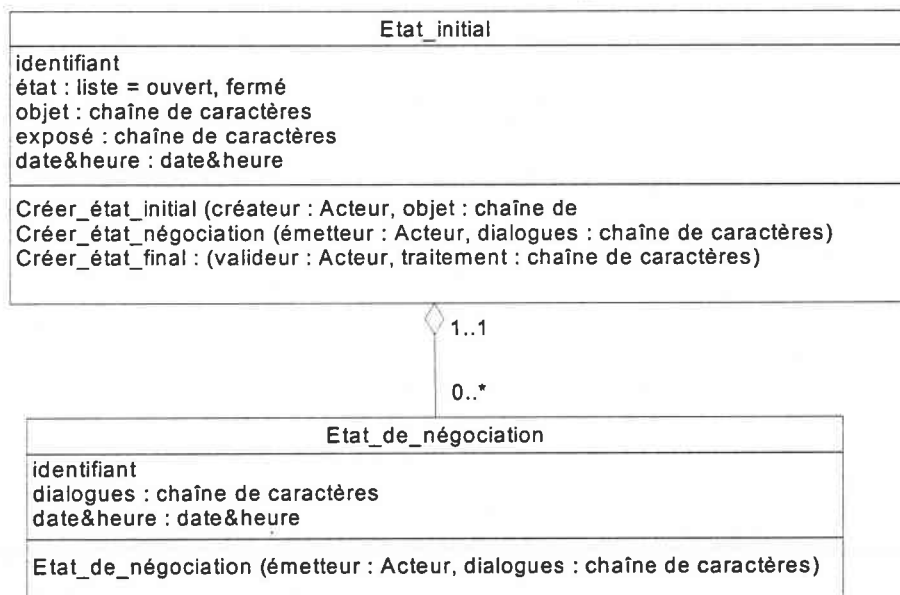 Etat_initial
identifiant
état : liste = ouvert, fermé
objet : chaîne de caractères
exposé : chaîne de caractères
date&heure : date&heure
Créer_état_initial (créateur : Acteur, objet : chaîne de
Créer_état_négociation (émetteur : Acteur, dialogues : chaîne de caractères)
Créer_état_final : (valideur : Acteur, traitement : chaîne de caractères)
1..1
0..*
Etat_de_négociation
identifiant
dialogues : chaîne de caractères
date&heure : date&heure
Etat_de_négociation (émetteur : Acteur, dialogues : chaîne de caractères)